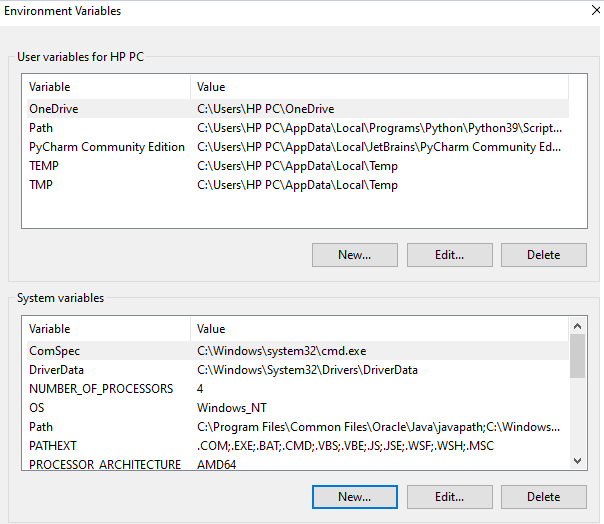 Environment Variables
User variables for HP PC
Variable Value
OneDrive C:\Users\HP PC\OneDrive
Path C:\Users\HP PC\AppData\Local\Programs\Python\Python39\Script...
PyCharm Community Edition C:\Users\HP PC\AppData\Local\JetBrains\PyCharm Community Ed...
TEMP C:\Users\HP PC\AppData\Local\Temp
TMP C:\Users\HP PC\AppData\Local\Temp
New... Edit... Delete
System variables
Variable Value
ComSpec C:\Windows\system32\cmd.exe
DriverData C:\Windows\System32\Drivers\DriverData
NUMBER_OF_PROCESSORS 4
OS Windows_NT
Path C:\Program Files\Common Files\Oracle\Java\javapath;C:\Windows...
PATHEXT .COM;.EXE;.BAT;.CMD;.VBS;.VBE;.JS;.JSE;.WSF;.WSH;.MSC
PROCESSOR_ARCHITECTURE AMD64
New... Edit... Delete